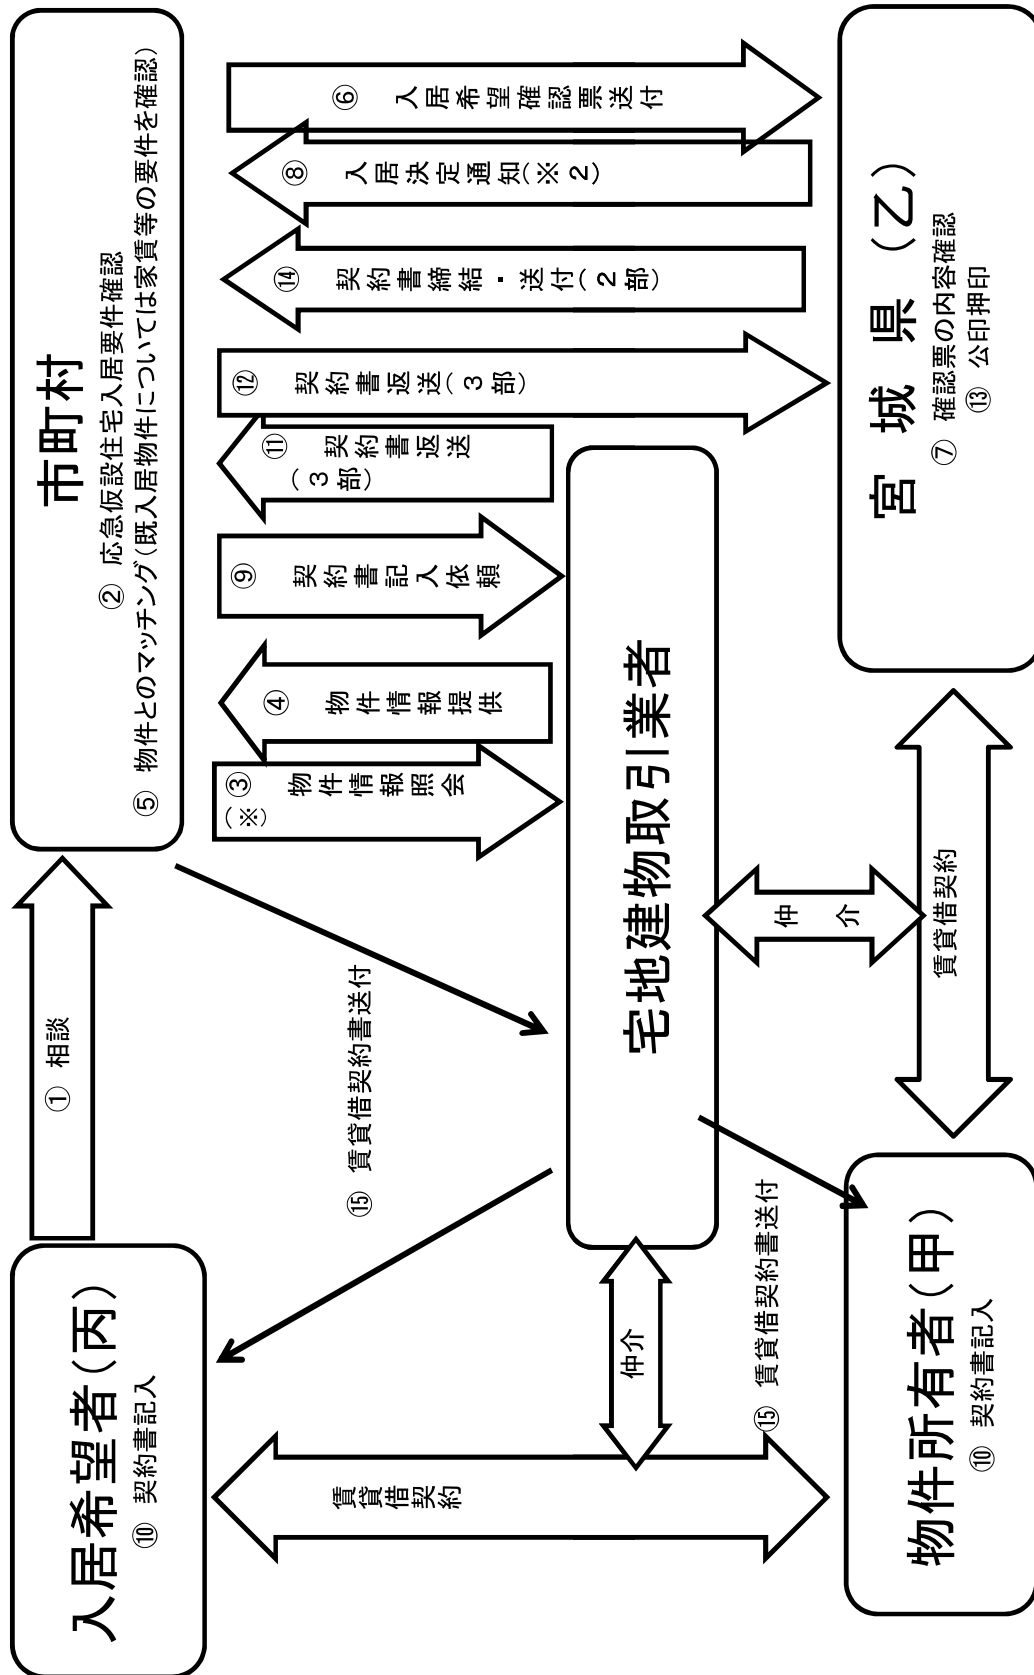 入居希望者(丙)
⑩ 契約書記入
① 相談
市町村
② 応急仮設住宅入居要件確認
⑤ 物件とのマッチング(既入居物件については家賃等の要件を確認)
賃貸借契約
⑮ 賃貸借契約書送付
③ 物件情報照会
(※)
④ 物件情報提供
⑨ 契約書記入依頼
⑪ 契約書返送
(3部)
⑫ 契約書返送(3部)
⑭ 契約書締結・送付(2部)
⑧ 入居決定通知(※2)
⑥ 入居希望確認票送付
仲介
宅地建物取引業者
⑮ 賃貸借契約書送付
仲 介
物件所有者(甲)
⑩ 契約書記入
賃貸借契約
宮 城 県 (乙)
⑦ 確認票の内容確認
⑬ 公印押印